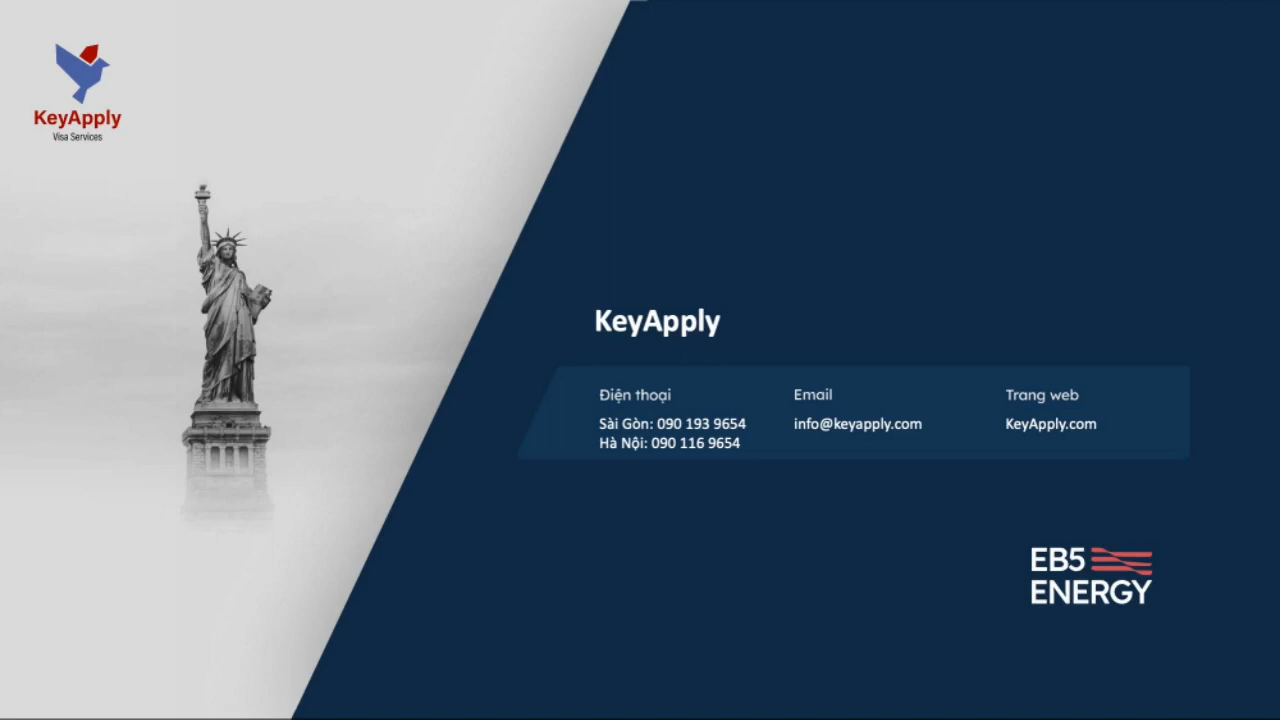 KeyApply
Visa Services
KeyApply
Điện thoại
Sài Gòn: 090 193 9654
Hà Nội: 090 116 9654
Email
info@keyapply.com
Trang web
KeyApply.com
EB5
ENERGY